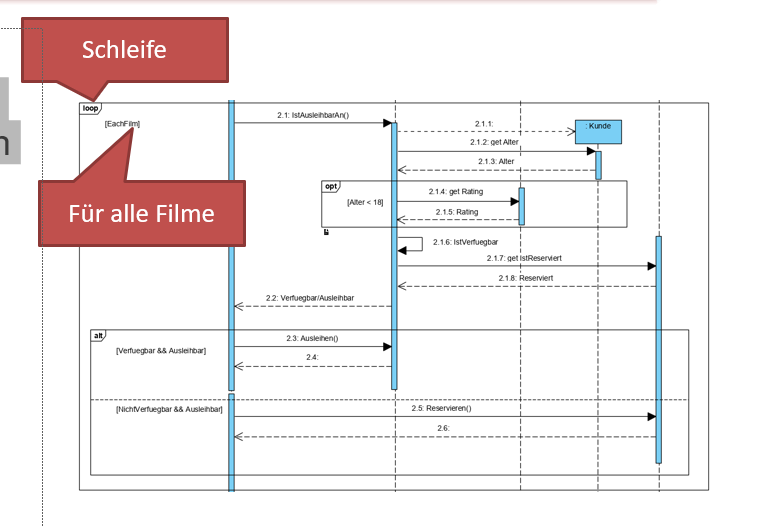 Schleife
n
loop
[EachFilm]
2.1: IstAusleihbarAn()
2.1.1:
: Kunde
2.1.2: get Alter
2.1.3: Alter
Für alle Filme
opt
[Alter < 18]
2.1.4: get Rating
2.1.5: Rating
2.1.6: IstVerfuegbar
2.1.7: get IstReserviert
2.1.8: Reserviert
2.2: Verfuegbar/Ausleihbar
alt
[Verfuegbar && Ausleihbar]
2.3: Ausleihen()
2.4:
[NichtVerfuegbar && Ausleihbar]
2.5: Reservieren()
2.6: